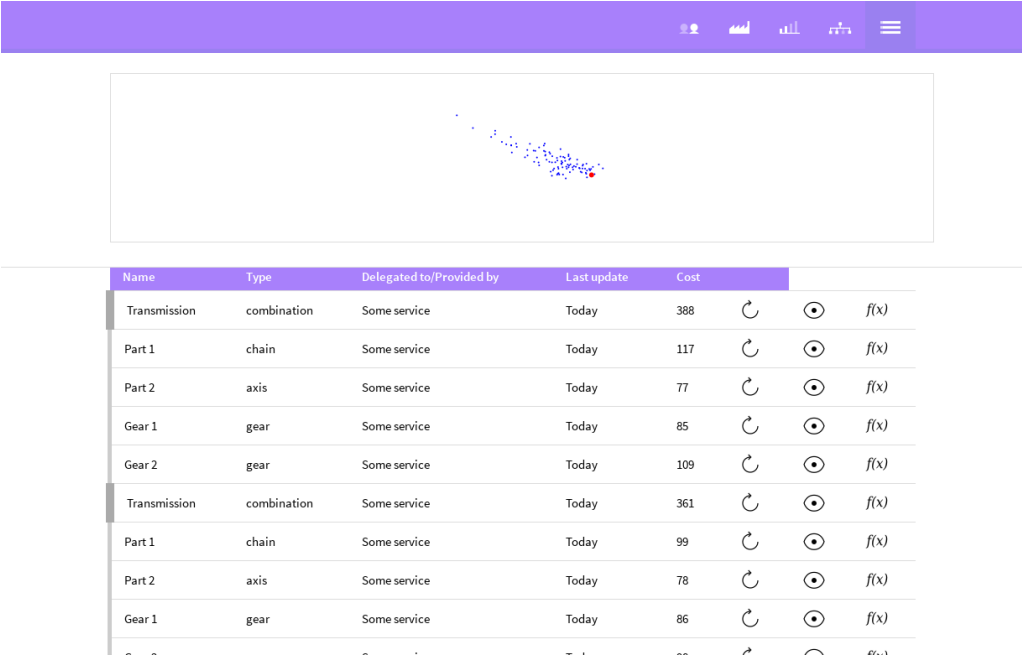 Name Type Delegated to/Provided by Last update Cost
Transmission combination Some service Today 388 f(x)
Part 1 chain Some service Today 117 f(x)
Part 2 axis Some service Today 77 f(x)
Gear 1 gear Some service Today 85 f(x)
Gear 2 gear Some service Today 109 f(x)
Transmission combination Some service Today 361 f(x)
Part 1 chain Some service Today 99 f(x)
Part 2 axis Some service Today 78 f(x)
Gear 1 gear Some service Today 86 f(x)